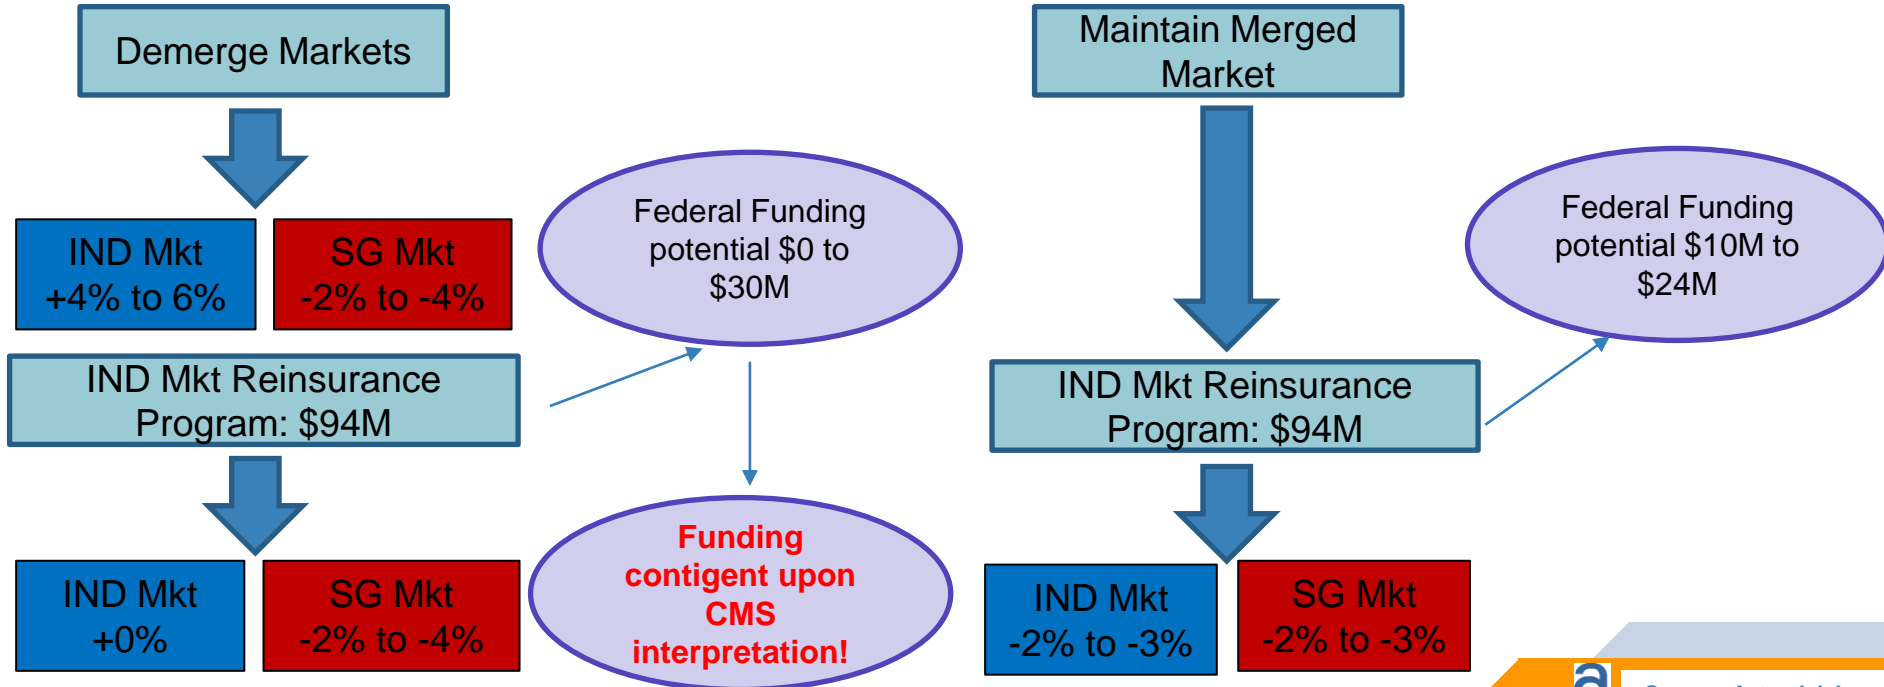 Demerge Markets
IND Mkt
+4% to 6%
SG Mkt
-2% to -4%
IND Mkt Reinsurance
Program: $94M
IND Mkt
+0%
SG Mkt
-2% to -4%
Federal Funding
potential $0 to
$30M
Funding
contigent upon
CMS
interpretation!
Maintain Merged
Market
IND Mkt Reinsurance
Program: $94M
IND Mkt
-2% to -3%
SG Mkt
-2% to -3%
Federal Funding
potential $10M to
$24M